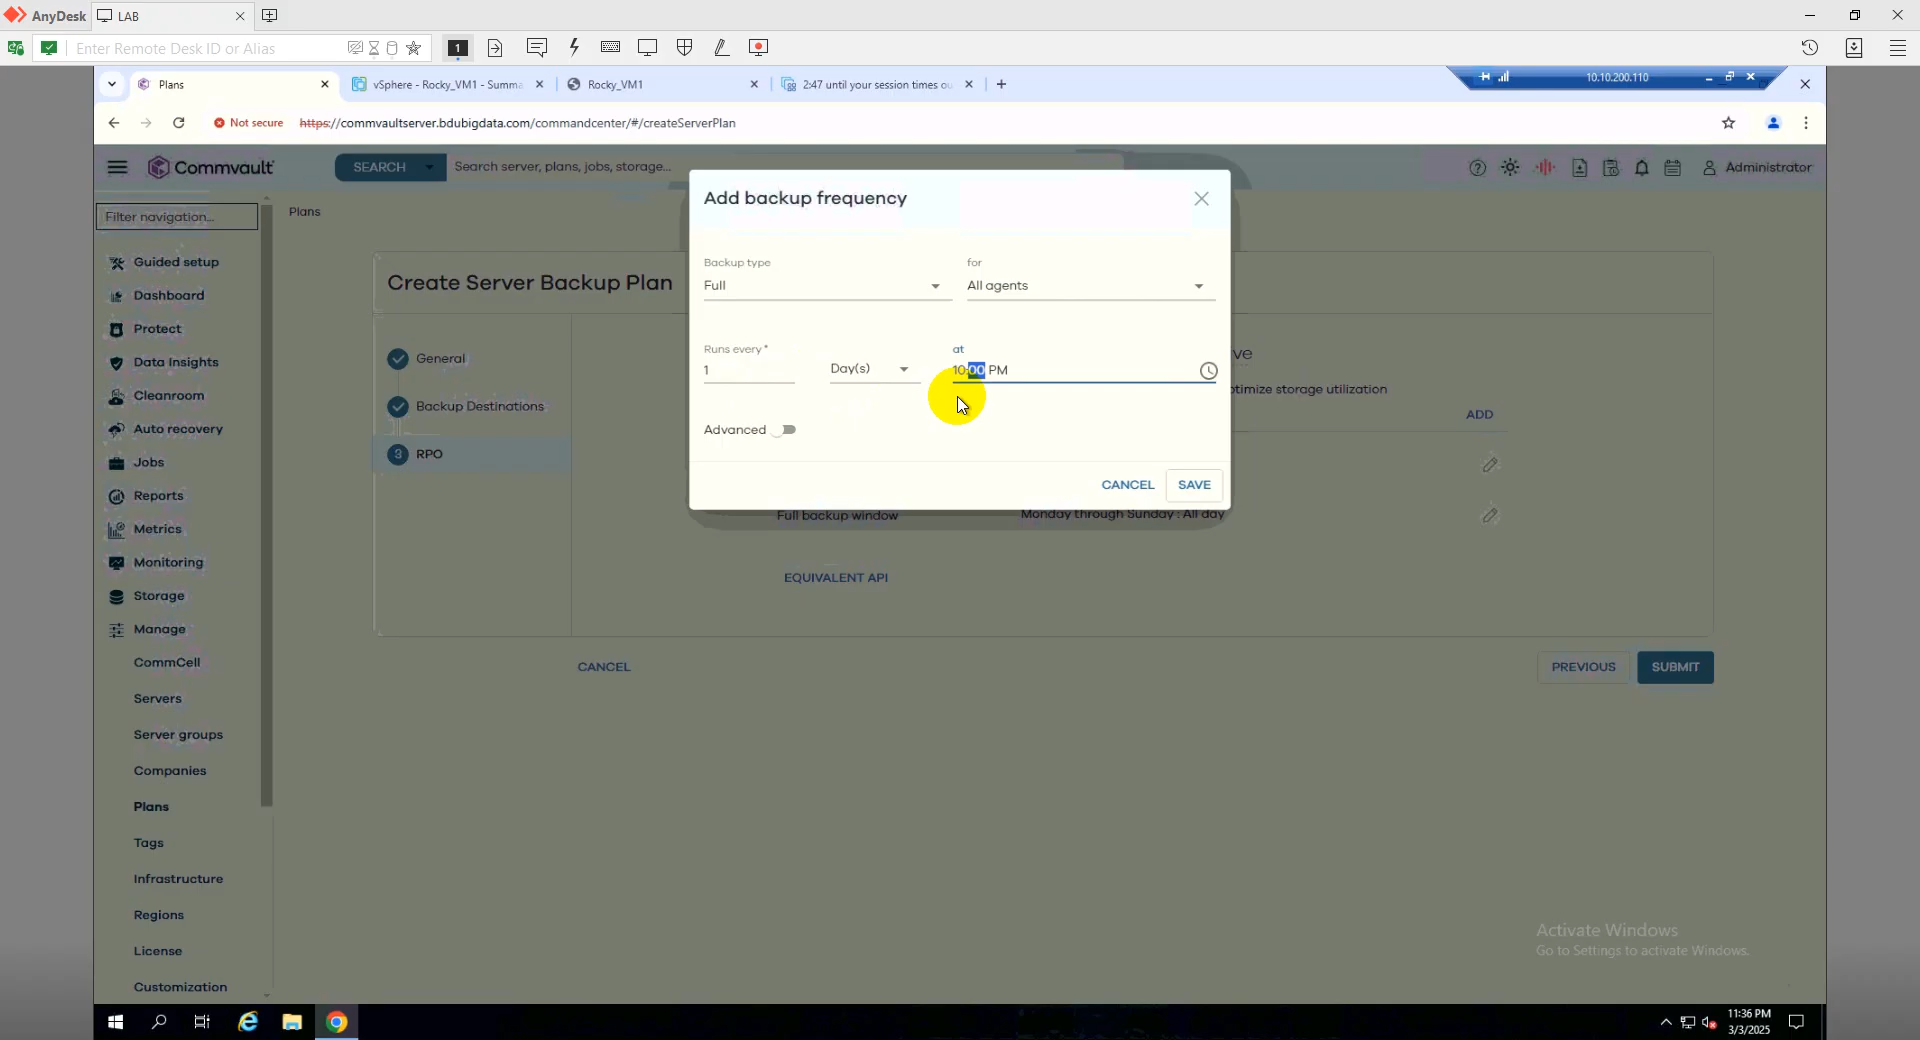 AnyDesk
LAB
Enter Remote Desk ID or Alias
1
Plans
vSphere - Rocky_VM1 - Summa
Rocky_VM1
2:47 until your session times ou
10.10.200.110
Not secure
https://commvaultserver.bdubigdata.com/commandcenter/#/createServerPlan
Commvault
SEARCH
Search server, plans, jobs, storage...
Administrator
Filter navigation...
Plans
Guided setup
Dashboard
Protect
Data Insights
Cleanroom
Auto recovery
Jobs
Reports
Metrics
Monitoring
Storage
Manage
CommCell
Servers
Server groups
Companies
Plans
Tags
Infrastructure
Regions
License
Customization
Create Server Backup Plan
General
Backup Destinations
3 RPO
Add backup frequency
Backup type
Full
for
All agents
Runs every *
1
Day(s)
at
10:00 PM
Advanced
CANCEL
SAVE
ve
timize storage utilization
ADD
Full backup window
Monday through Sunday : All day
EQUIVALENT API
CANCEL
PREVIOUS
SUBMIT
Activate Windows
Go to Settings to activate Windows.
11:36 PM
3/3/2025